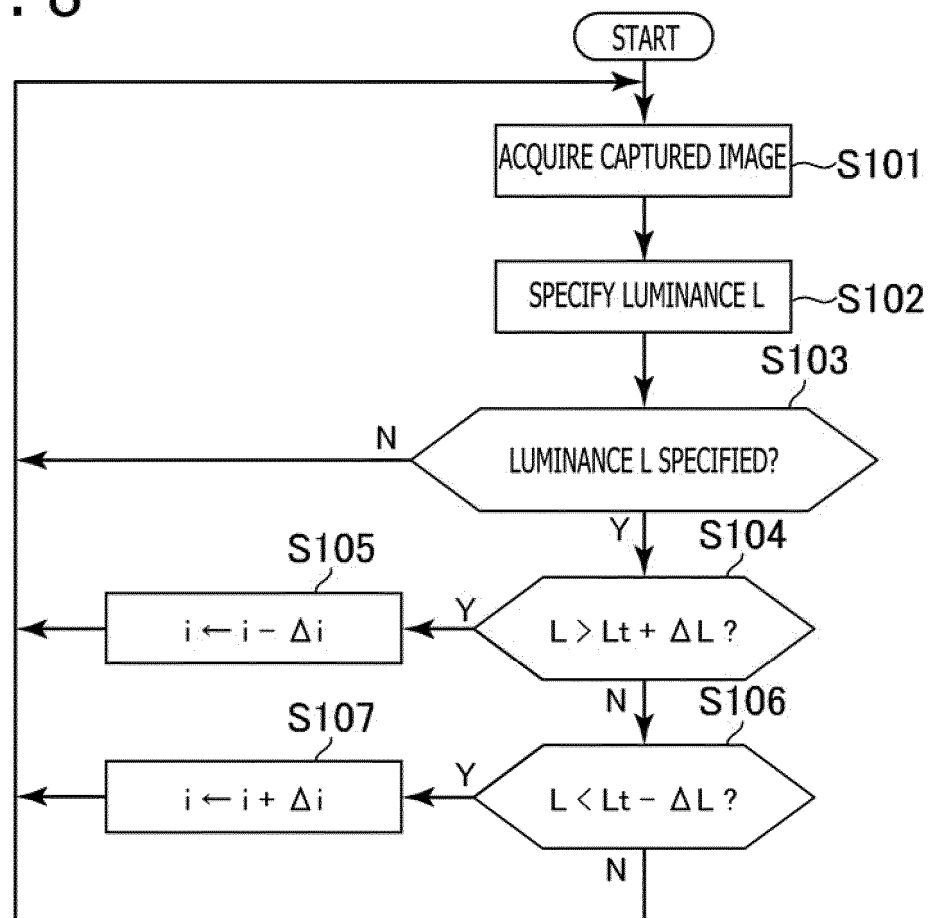 START
ACQUIRE CAPTURED IMAGE
S101
SPECIFY LUMINANCE L
S102
S103
LUMINANCE L SPECIFIED?
N
Y
S104
L > Lt + ΔL ?
Y
S105
i ← i - Δi
N
S106
L < Lt - ΔL ?
Y
S107
i ← i + Δi
N